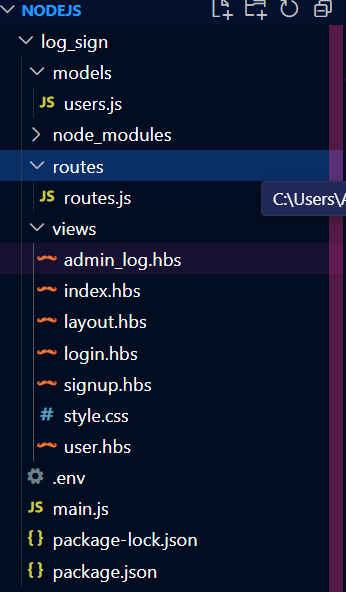 NODEJS
log_sign
models
JS users.js
node_modules
routes
JS routes.js
C:\Users\
views
admin_log.hbs
index.hbs
layout.hbs
login.hbs
signup.hbs
# style.css
user.hbs
.env
JS main.js
{} package-lock.json
{} package.json